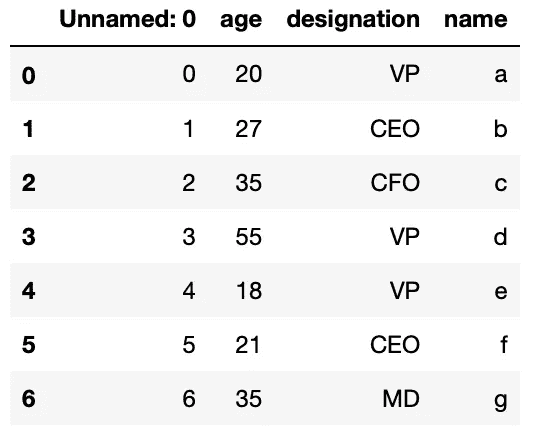 Unnamed: 0 age designation name
0 0 20 VP a
1 1 27 CEO b
2 2 35 CFO c
3 3 55 VP d
4 4 18 VP e
5 5 21 CEO f
6 6 35 MD g